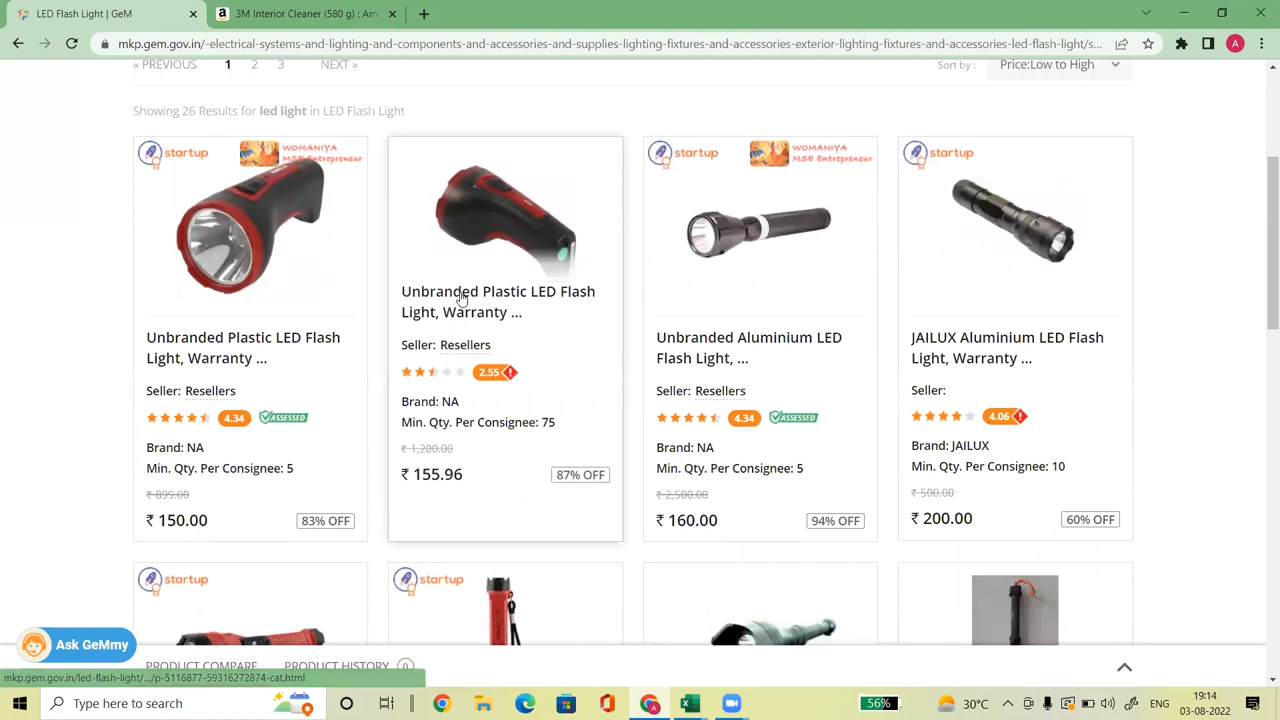 LED Flash Light | GeM
3M Interior Cleaner (580 g) : Am
mkp.gem.gov.in/-electrical-systems-and-lighting-and-components-and-accessories-and-supplies-lighting-fixtures-and-accessories-exterior-lighting-fixtures-and-accessories-led-flash-light/s...
A
« PREVIOUS 1 2 3 NEXT »
Sort by : Price:Low to High
Showing 26 Results for led light in LED Flash Light
startup
WOMANIYA
MSE Entrepreneur
Unbranded Plastic LED Flash
Light, Warranty ...
Seller: Resellers
4.34 ASSESSED
Brand: NA
Min. Qty. Per Consignee: 5
₹ 899.00
₹ 150.00 83% OFF
Unbranded Plastic LED Flash
Light, Warranty ...
Seller: Resellers
2.55
Brand: NA
Min. Qty. Per Consignee: 75
₹ 1,200.00
₹ 155.96 87% OFF
startup
WOMANIYA
MSE Entrepreneur
Unbranded Aluminium LED
Flash Light, ...
Seller: Resellers
4.34 ASSESSED
Brand: NA
Min. Qty. Per Consignee: 5
₹ 2,500.00
₹ 160.00 94% OFF
startup
JAILUX Aluminium LED Flash
Light, Warranty ...
Seller:
4.06
Brand: JAILUX
Min. Qty. Per Consignee: 10
₹ 500.00
₹ 200.00 60% OFF
startup
startup
Ask GeMmy
PRODUCT COMPARE PRODUCT HISTORY 0
mkp.gem.gov.in/led-flash-light/.../p-5116877-59316272874-cat.html
Type here to search
56%
30°C
ENG
19:14
03-08-2022